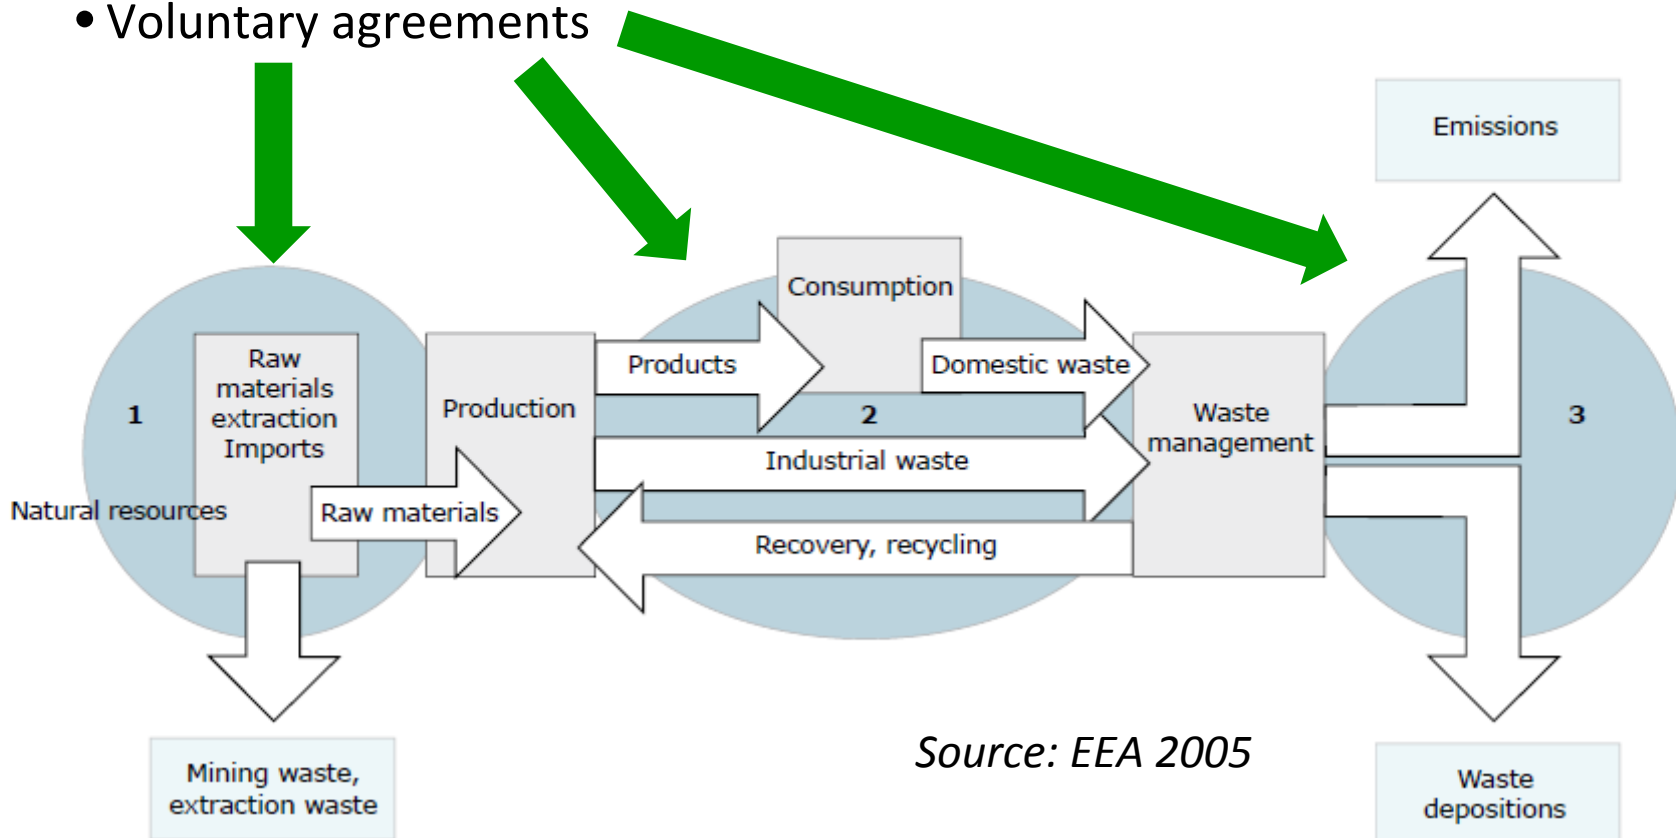 • Voluntary agreements
Emissions
Consumption
Raw
materials
extraction
Imports
Products
Domestic waste
1
Production
2
Waste
management
3
Industrial waste
Natural resources
Raw materials
Recovery, recycling
Source: EEA 2005
Mining waste,
extraction waste
Waste
depositions